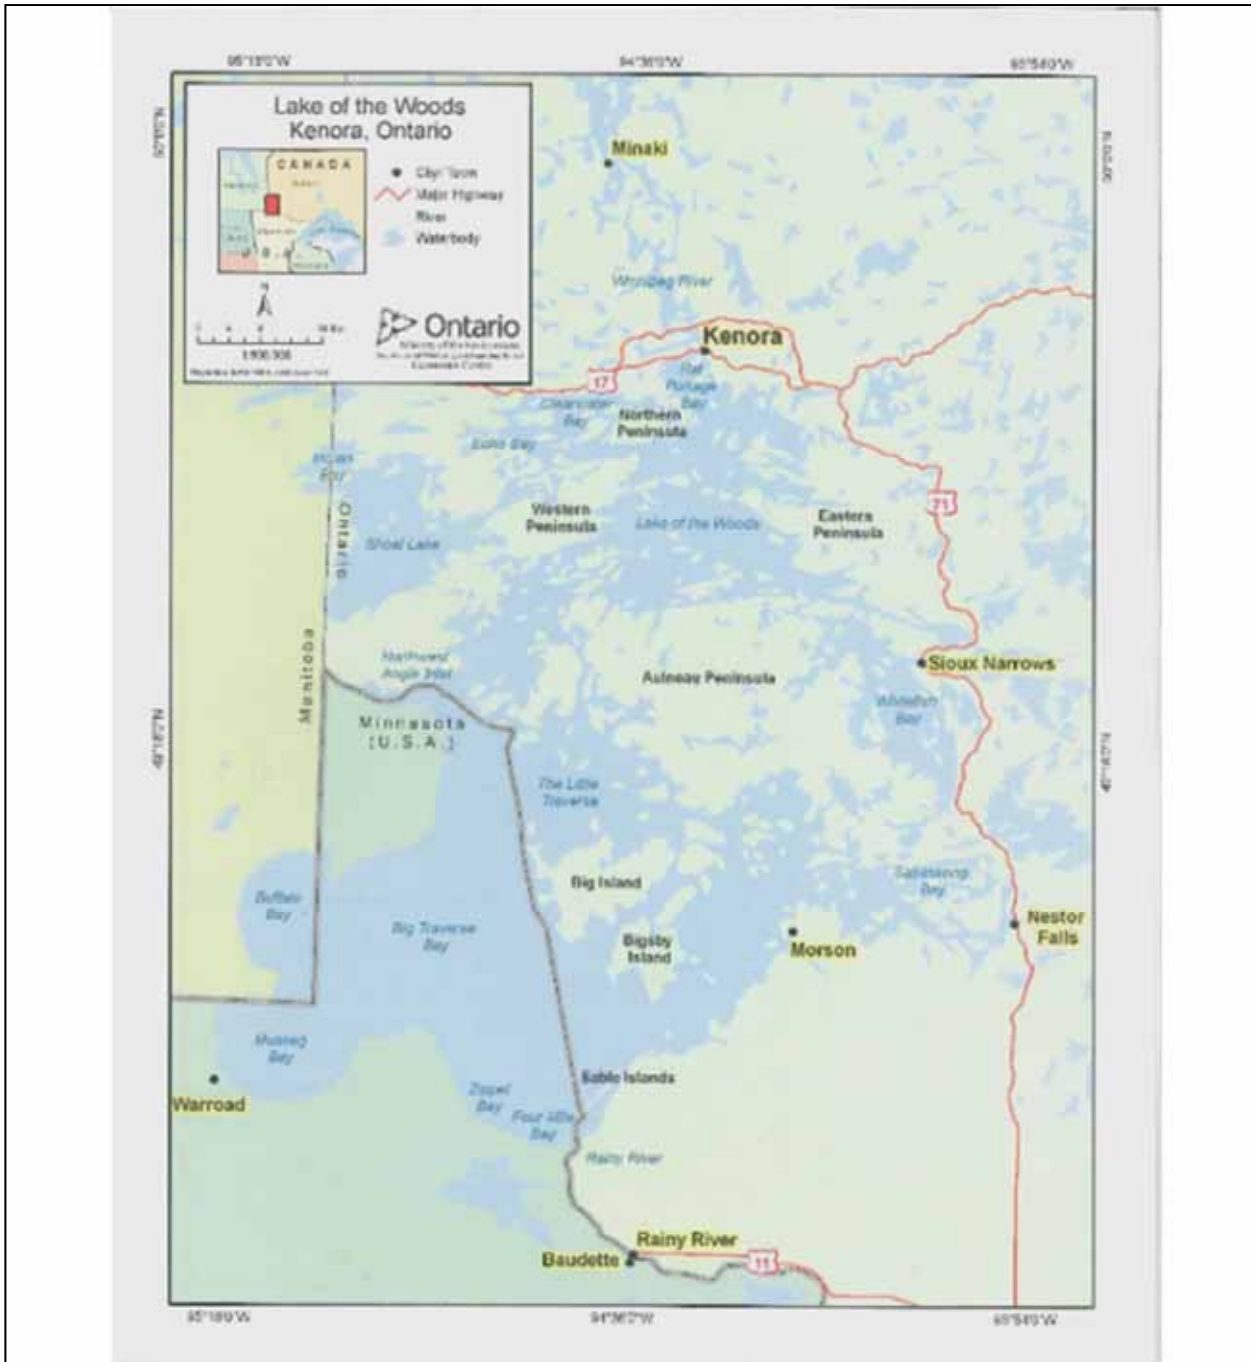 94°36'0"W
Lake of the Woods
Kenora, Ontario
CANADA
City/Town
Major Highway
River
Waterbody
N
Ontario
Minaki
Winnipeg River
Kenora
17
Rat
Portage
Bay
Clearwater
Bay
Northern
Peninsula
Echo Bay
Bay
71
Western
Peninsula
Lake of the Woods
Eastern
Peninsula
Ontario
Shoal Lake
Manitoba
Northwest
Angle Inlet
Sioux Narrows
Aulneau Peninsula
Whitefish
Bay
Minnesota
(U.S.A.)
The Little
Traverse
Big Island
Sabaskong
Bay
Buffalo
Bay
Big Traverse
Bay
Bigsby
Island
Morson
Nestor
Falls
Muskeg
Bay
Sable Islands
Warroad
Zippel
Bay
Four Mile
Bay
Rainy River
Rainy River
Baudette
11